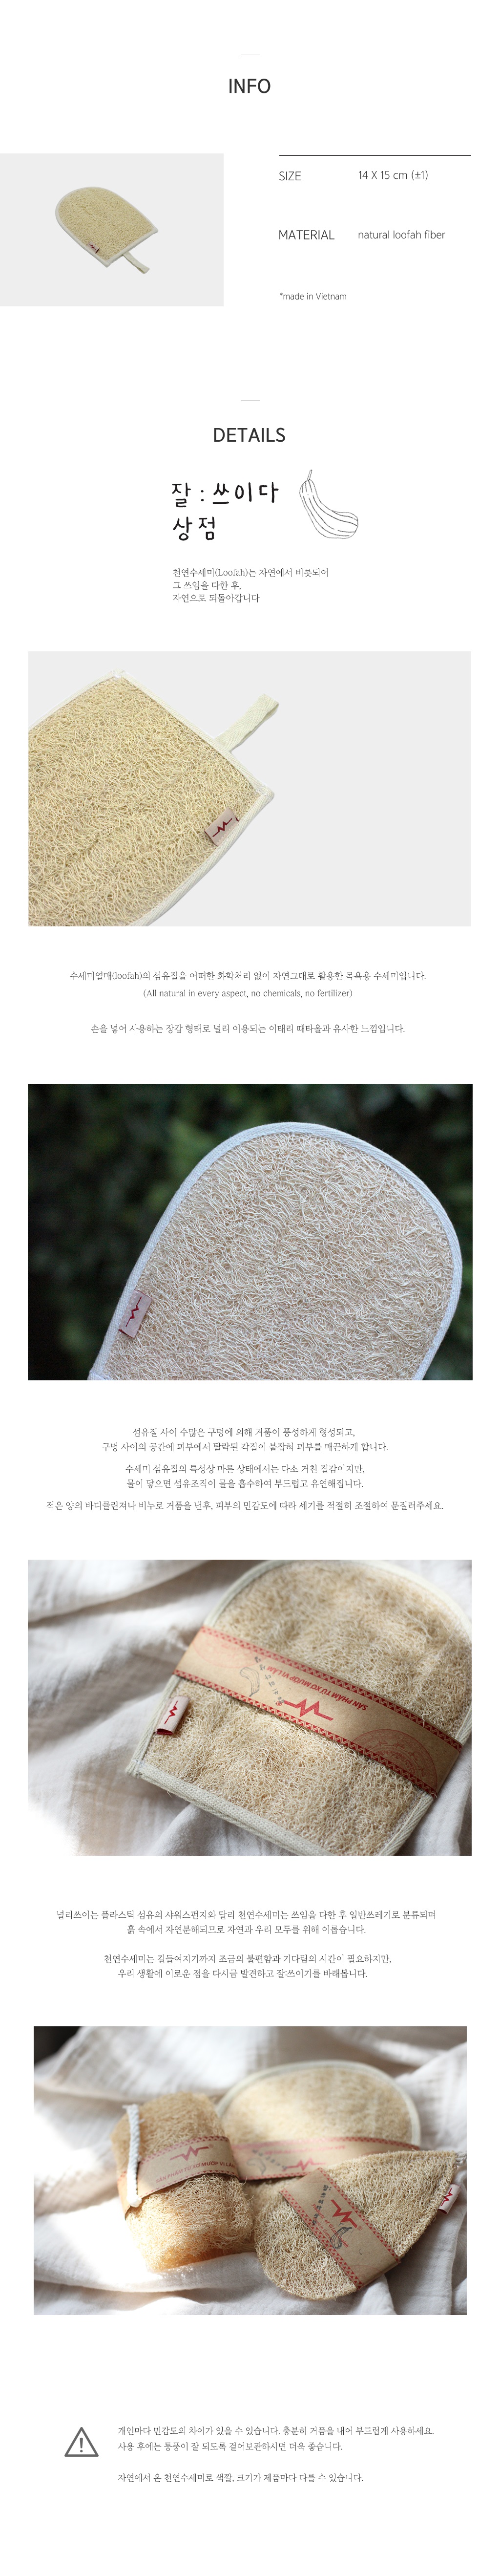 INFO
SIZE 14 X 15 cm (±1)
MATERIAL natural loofah fiber
*made in Vietnam
DETAILS
잘 : 쓰이다
상점
천연수세미(Loofah)는 자연에서 비롯되어
그 쓰임을 다한 후,
자연으로 되돌아갑니다
수세미열매(loofah)의 섬유질을 어떠한 화학처리 없이 자연그대로 활용한 목욕용 수세미입니다.
(All natural in every aspect, no chemicals, no fertilizer)
손을 넣어 사용하는 장갑 형태로 널리 이용되는 이태리 때타올과 유사한 느낌입니다.
섬유질 사이 수많은 구멍에 의해 거품이 풍성하게 형성되고,
구멍 사이의 공간에 피부에서 탈락된 각질이 붙잡혀 피부를 매끈하게 합니다.
수세미 섬유질의 특성상 마른 상태에서는 다소 거친 질감이지만,
물이 닿으면 섬유조직이 물을 흡수하여 부드럽고 유연해집니다.
적은 양의 바디클린져나 비누로 거품을 낸후, 피부의 민감도에 따라 세기를 적절히 조절하여 문질러주세요.
SẢN PHẨM TỪ XƠ MƯỚP VI LÂM
널리쓰이는 플라스틱 섬유의 샤워스펀지와 달리 천연수세미는 쓰임을 다한 후 일반쓰레기로 분류되며
흙 속에서 자연분해되므로 자연과 우리 모두를 위해 이롭습니다.
천연수세미는 길들여지기까지 조금의 불편함과 기다림의 시간이 필요하지만,
우리 생활에 이로운 점을 다시금 발견하고 잘:쓰이기를 바래봅니다.
SẢN PHẨM TỪ XƠ MƯỚP VI LÂM
개인마다 민감도의 차이가 있을 수 있습니다. 충분히 거품을 내어 부드럽게 사용하세요.
사용 후에는 통풍이 잘 되도록 걸어보관하시면 더욱 좋습니다.
자연에서 온 천연수세미로 색깔, 크기가 제품마다 다를 수 있습니다.